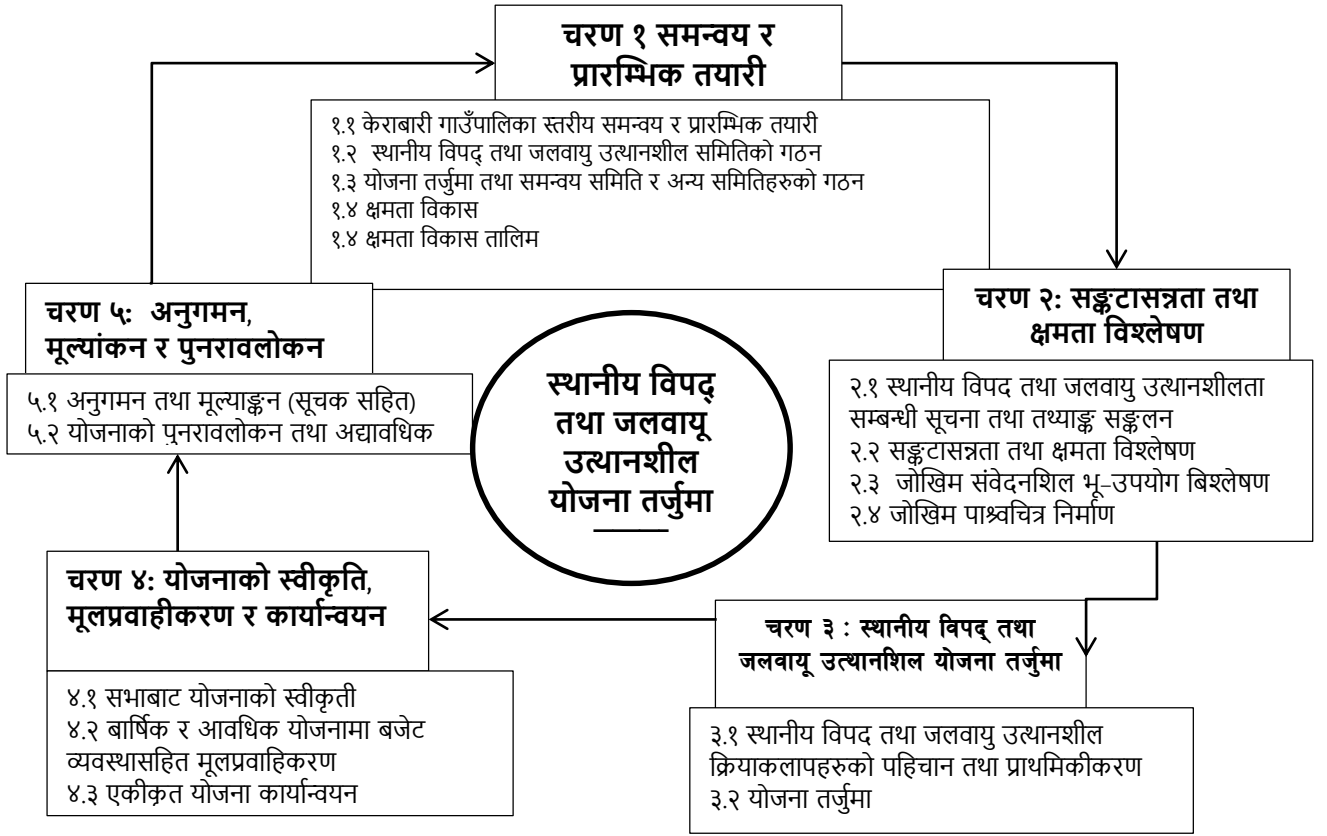 चरण १ समन्वय र
प्रारम्भिक तयारी
१.१ केराबारी गाउँपालिका स्तरीय समन्वय र प्रारम्भिक तयारी
१.२ स्थानीय विपद् तथा जलवायु उत्थानशील समितिको गठन
१.३ योजना तर्जुमा तथा समन्वय समिति र अन्य समितिहरुको गठन
१.४ क्षमता विकास
१.४ क्षमता विकास तालिम
चरण २: सङ्कटासन्नता तथा
क्षमता विश्लेषण
२.१ स्थानीय विपद तथा जलवायु उत्थानशीलता
सम्बन्धी सूचना तथा तथ्याङ्क सङ्कलन
२.२ सङ्कटासन्नता तथा क्षमता विश्लेषण
२.३ जोखिम संवेदनशिल भू–उपयोग बिश्लेषण
२.४ जोखिम पाश्र्वचित्र निर्माण
चरण ३ : स्थानीय विपद् तथा
जलवायू उत्थानशिल योजना तर्जुमा
३.१ स्थानीय विपद तथा जलवायु उत्थानशील
क्रियाकलापहरुको पहिचान तथा प्राथमिकीकरण
३.२ योजना तर्जुमा
चरण ४: योजनाको स्वीकृति,
मूलप्रवाहीकरण र कार्यान्वयन
४.१ सभाबाट योजनाको स्वीकृती
४.२ बार्षिक र आवधिक योजनामा बजेट
व्यवस्थासहित मूलप्रवाहिकरण
४.३ एकीकृत योजना कार्यान्वयन
चरण ५: अनुगमन,
मूल्यांकन र पुनरावलोकन
५.१ अनुगमन तथा मूल्याङ्कन (सूचक सहित)
५.२ योजनाको पुनरावलोकन तथा अद्यावधिक
स्थानीय विपद्
तथा जलवायू
उत्थानशील
योजना तर्जुमा